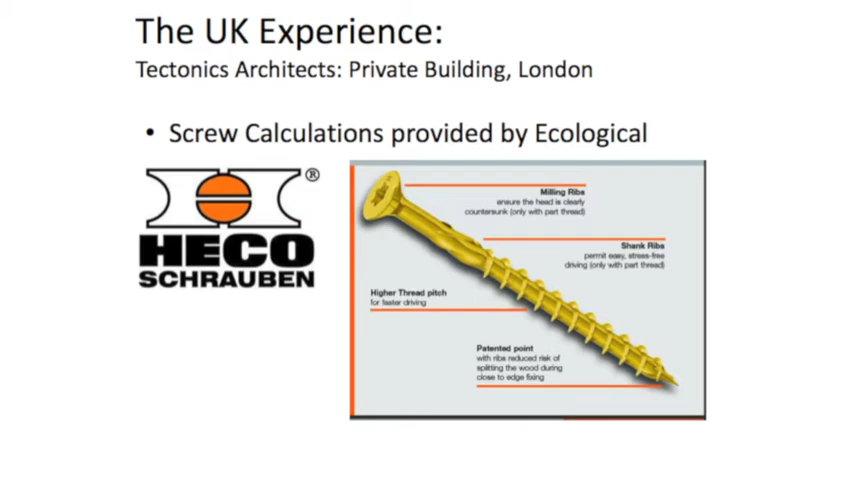 The UK Experience:
Tectonics Architects: Private Building, London
• Screw Calculations provided by Ecological
®
HECO
SCHRAUBEN
Milling Ribs
ensure the head is clearly
countersunk (only with part thread)
Shank Ribs
permit easy, stress-free
driving (only with part thread)
Higher Thread pitch
for faster driving
Patented point
with ribs reduced risk of
splitting the wood during
close to edge fixing